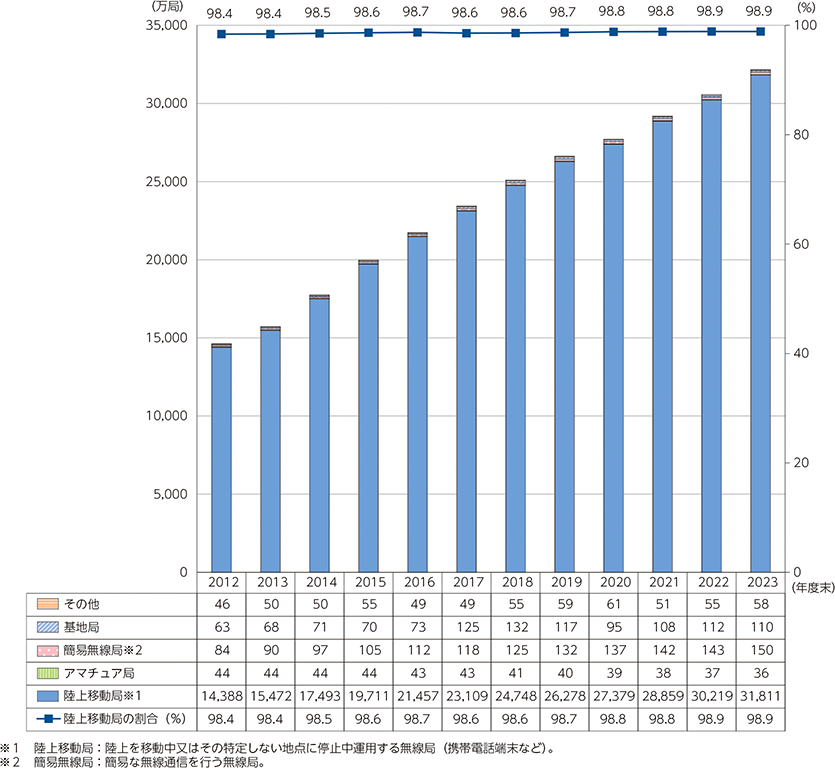 (万局) 98.4 98.4 98.5 98.6 98.7 98.6 98.6 98.7 98.8 98.8 98.9 98.9 (%)
35,000 100
30,000
80
25,000
60
20,000
15,000
40
10,000
20
5,000
0 0
2012 2013 2014 2015 2016 2017 2018 2019 2020 2021 2022 2023 (年度末)
その他 46 50 50 55 49 49 55 59 61 51 55 58
基地局 63 68 71 70 73 125 132 117 95 108 112 110
簡易無線局※2 84 90 97 105 112 118 125 132 137 142 143 150
アマチュア局 44 44 44 44 43 43 41 40 39 38 37 36
陸上移動局※1 14,388 15,472 17,493 19,711 21,457 23,109 24,748 26,278 27,379 28,859 30,219 31,811
陸上移動局の割合(%) 98.4 98.4 98.5 98.6 98.7 98.6 98.6 98.7 98.8 98.8 98.9 98.9
※1 陸上移動局:陸上を移動中又はその特定しない地点に停止中運用する無線局(携帯電話端末など)。
※2 簡易無線局:簡易な無線通信を行う無線局。